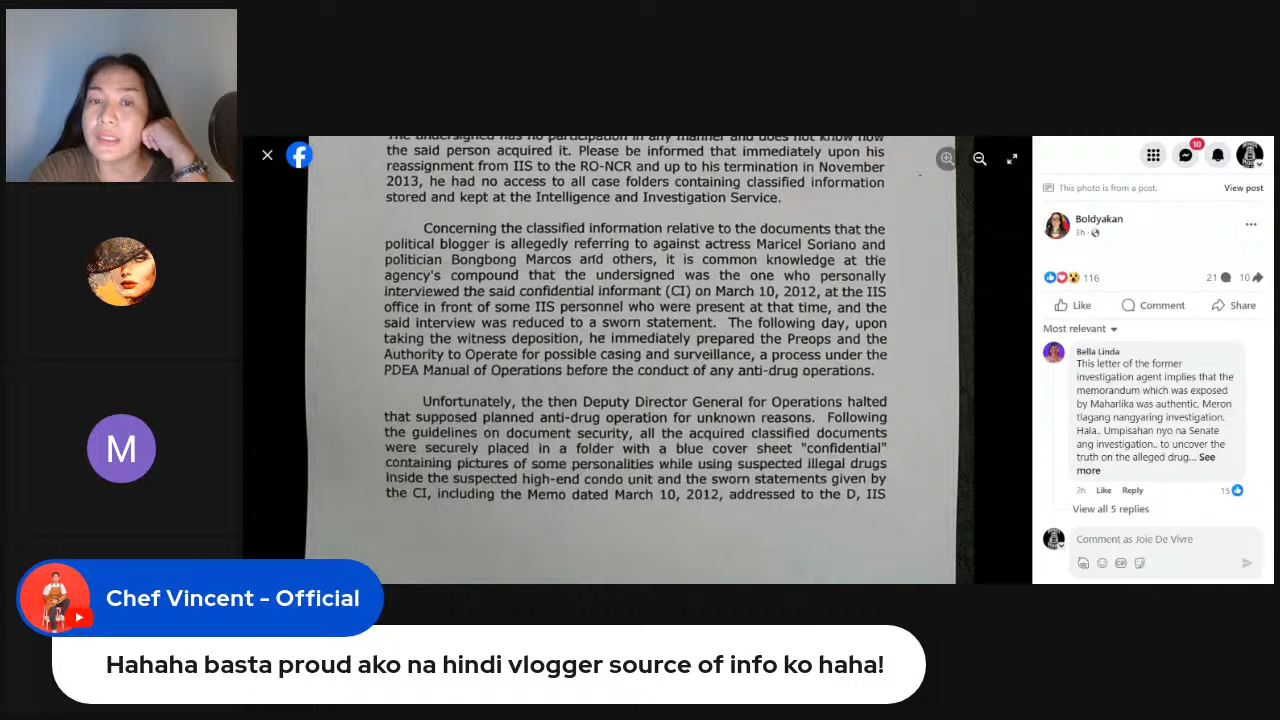 The undersigned has no participation in any manner and does not know how
the said person acquired it. Please be informed that immediately upon his
reassignment from IIS to the RO-NCR and up to his termination in November
2013, he had no access to all case folders containing classified information
stored and kept at the Intelligence and Investigation Service.
Concerning the classified information relative to the documents that the
political blogger is allegedly referring to against actress Maricel Soriano and
politician Bongbong Marcos and others, it is common knowledge at the
agency's compound that the undersigned was the one who personally
interviewed the said confidential informant (CI) on March 10, 2012, at the IIS
office in front of some IIS personnel who were present at that time, and the
said interview was reduced to a sworn statement. The following day, upon
taking the witness deposition, he immediately prepared the Preops and the
Authority to Operate for possible casing and surveillance, a process under the
PDEA Manual of Operations before the conduct of any anti-drug operations.
Unfortunately, the then Deputy Director General for Operations halted
that supposed planned anti-drug operation for unknown reasons. Following
the guidelines on document security, all the acquired classified documents
were securely placed in a folder with a blue cover sheet "confidential"
containing pictures of some personalities while using suspected illegal drugs
inside the suspected high-end condo unit and the sworn statements given by
the CI, including the Memo dated March 10, 2012, addressed to the D, IIS
10
This photo is from a post.
View post
Boldyakan
3h
116
21
10
Like
Comment
Share
Most relevant
Bella Linda
This letter of the former
investigation agent implies that the
memorandum which was exposed
by Maharlika was authentic. Meron
tlagang nangyaring investigation.
Hala.. Umpisahan nyo na Senate
ang investigation.. to uncover the
truth on the alleged drug... See
more
2h Like Reply
15
View all 5 replies
Comment as Joie De Vivre
M
Chef Vincent - Official
Hahaha basta proud ako na hindi vlogger source of info ko haha!